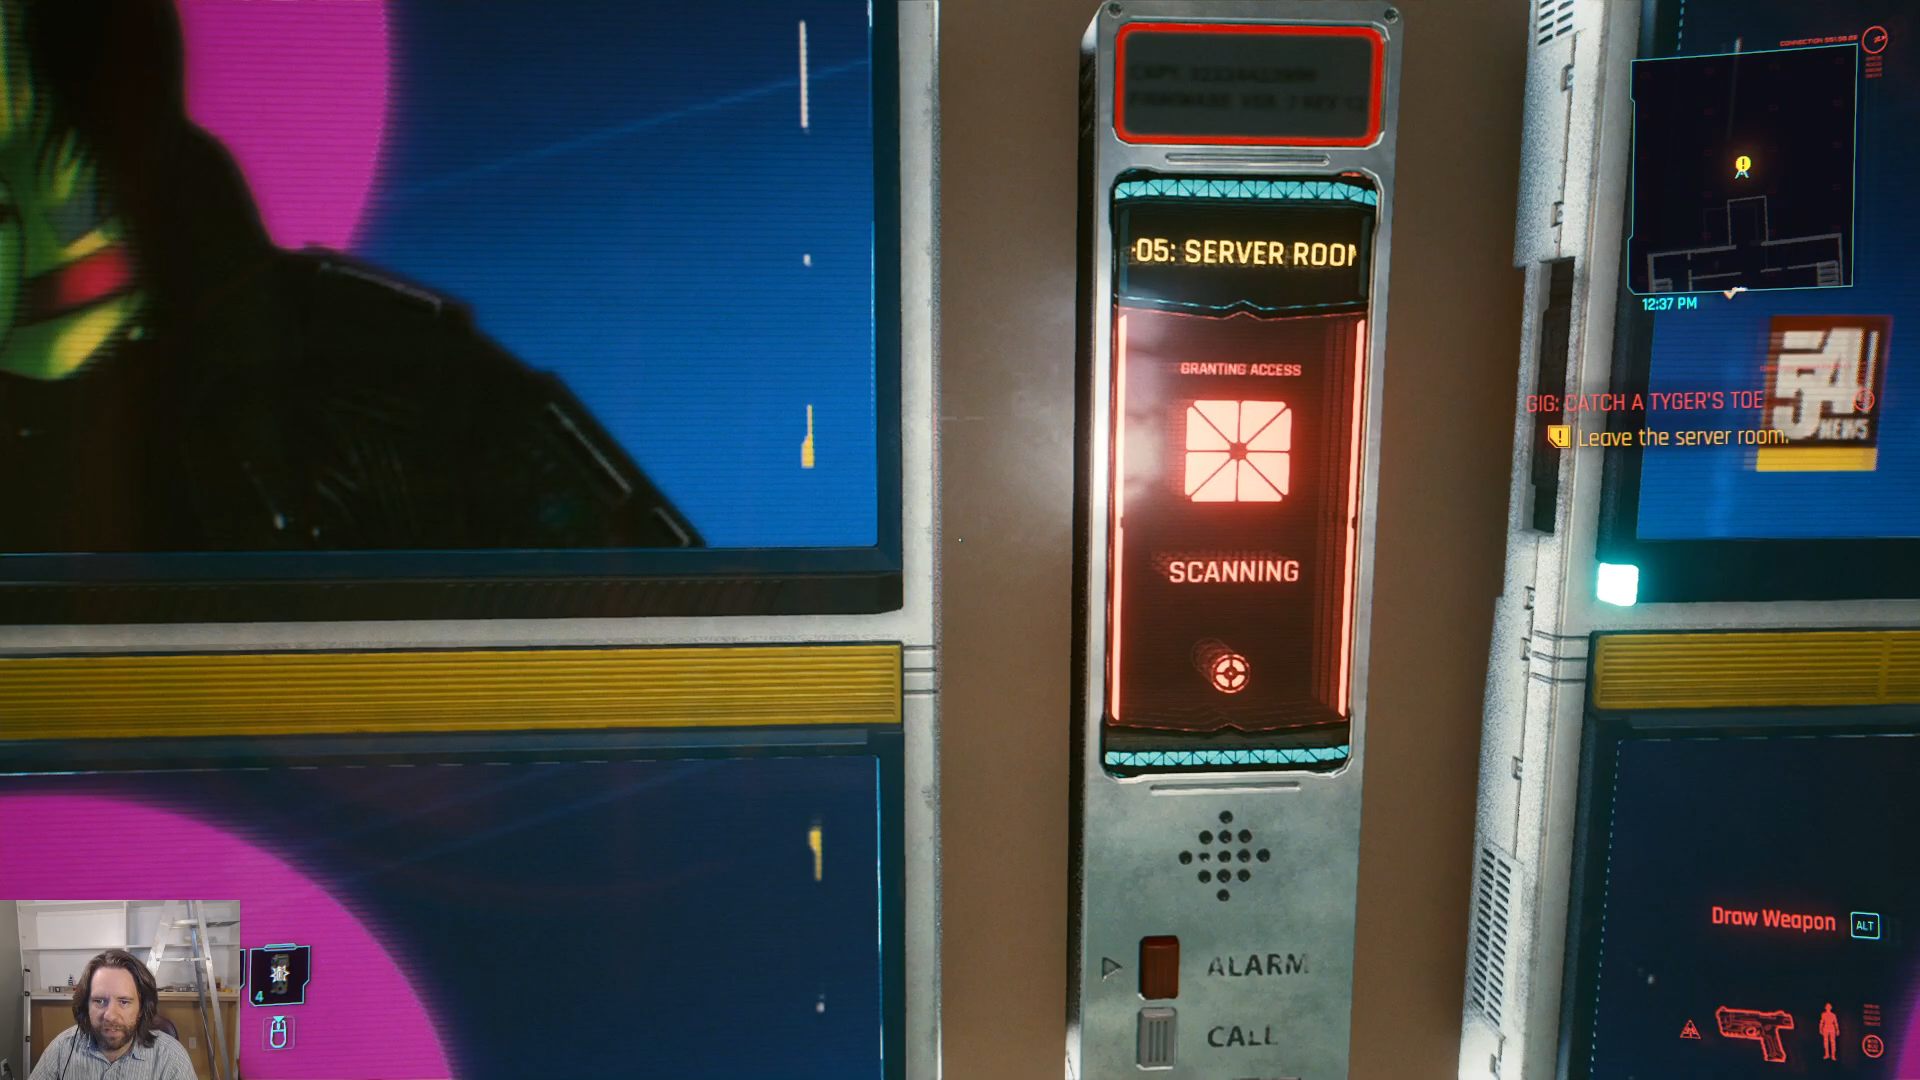 -05: SERVER ROOM
GRANTING ACCESS
SCANNING
ALARM
CALL
12:37 PM
54
NEWS
GIG: CATCH A TYGER'S TOE
Leave the server room.
Draw Weapon
ALT
4